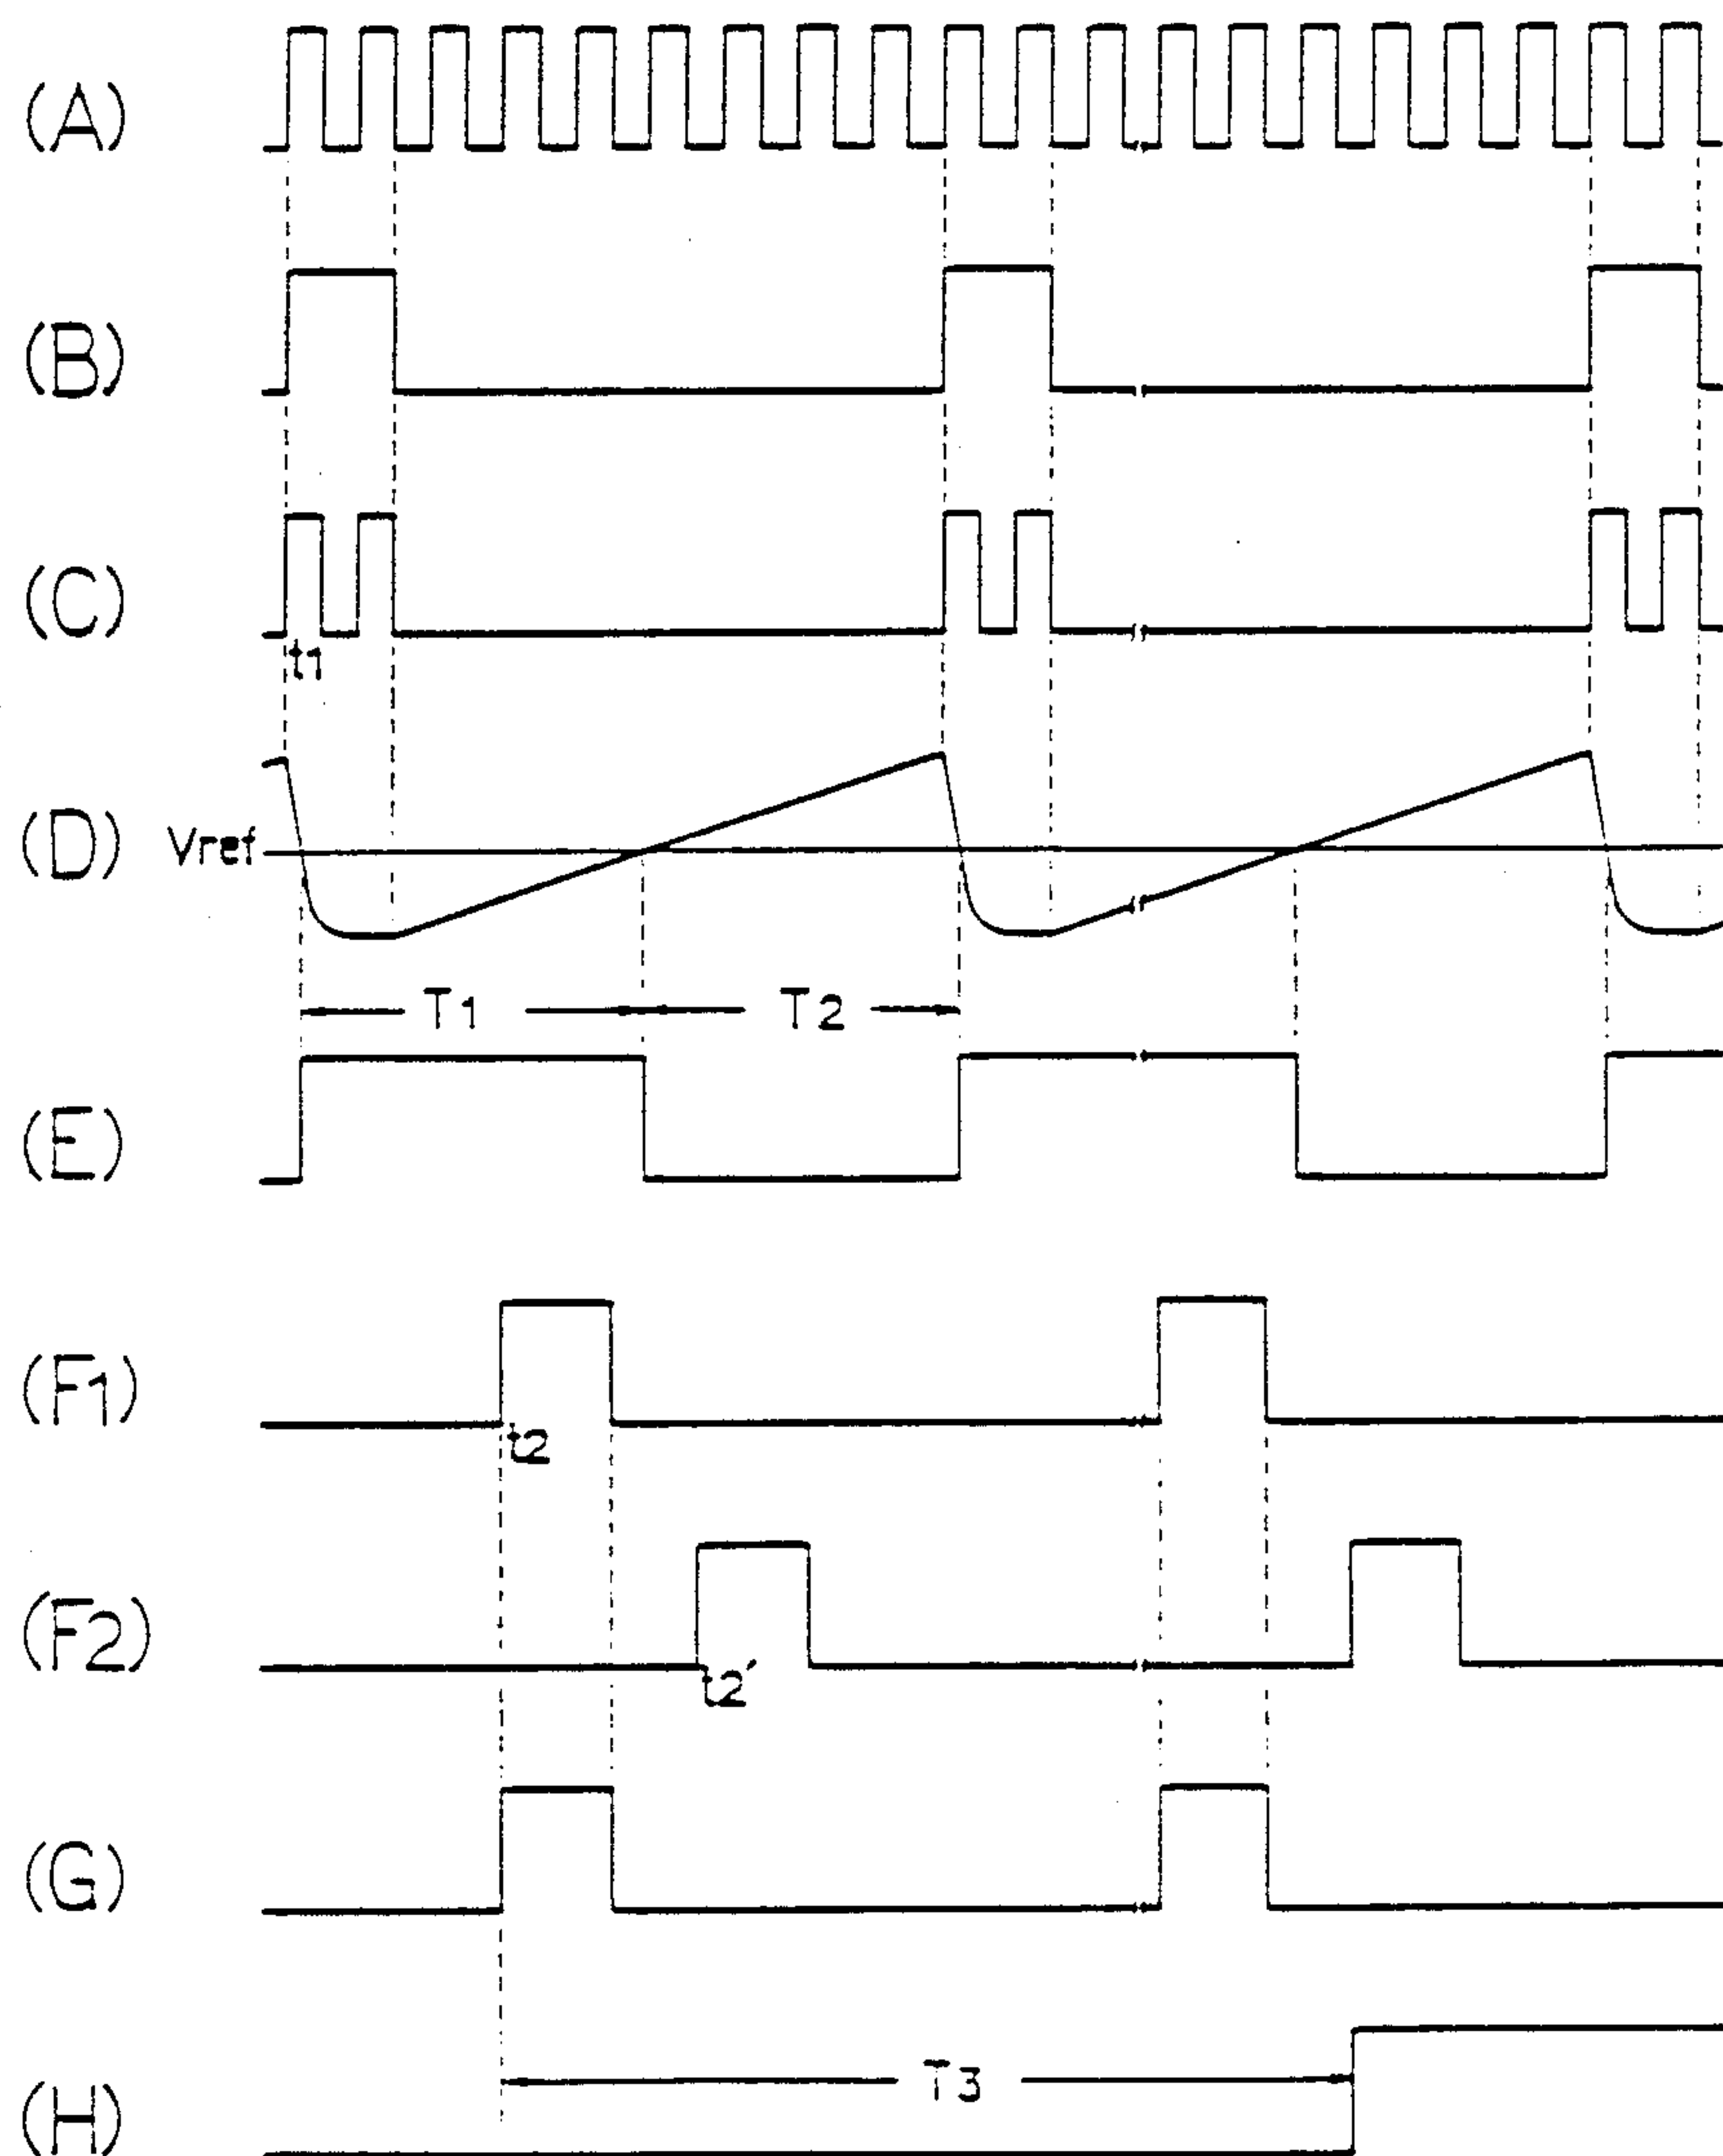 (A)
(B)
(C)
t1
(D) Vref
T1 T2
(E)
(F1)
t2
(F2)
t2'
(G)
T3
(H)